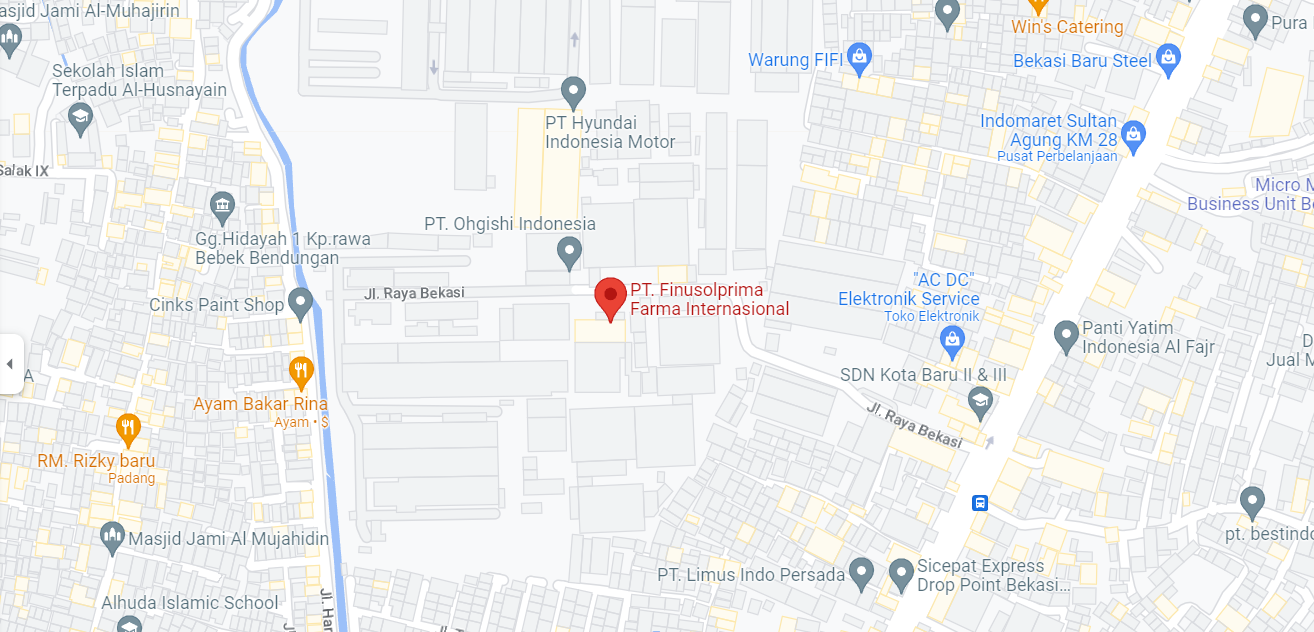 asjid Jami Al-Muhajirin
Win's Catering
Pura
Warung FIFI
Bekasi Baru Steel
Sekolah Islam
Terpadu Al-Husnayain
PT Hyundai
Indonesia Motor
Indomaret Sultan
Agung KM 28
Pusat Perbelanjaan
Salak IX
Micro M
Business Unit Be
PT. Ohgishi Indonesia
Gg.Hidayah 1 Kp.rawa
Bebek Bendungan
Jl. Raya Bekasi
PT. Finusolprima
Farma Internasional
"AC DC"
Elektronik Service
Toko Elektronik
Cinks Paint Shop
Panti Yatim
Indonesia Al Fajr
D
Jual M
A
SDN Kota Baru II & III
Ayam Bakar Rina
Ayam • $
Jl. Raya Bekasi
RM. Rizky baru
Padang
Masjid Jami Al Mujahidin
pt. bestindo
PT. Limus Indo Persada
Sicepat Express
Drop Point Bekasi...
Alhuda Islamic School
Jl. Har